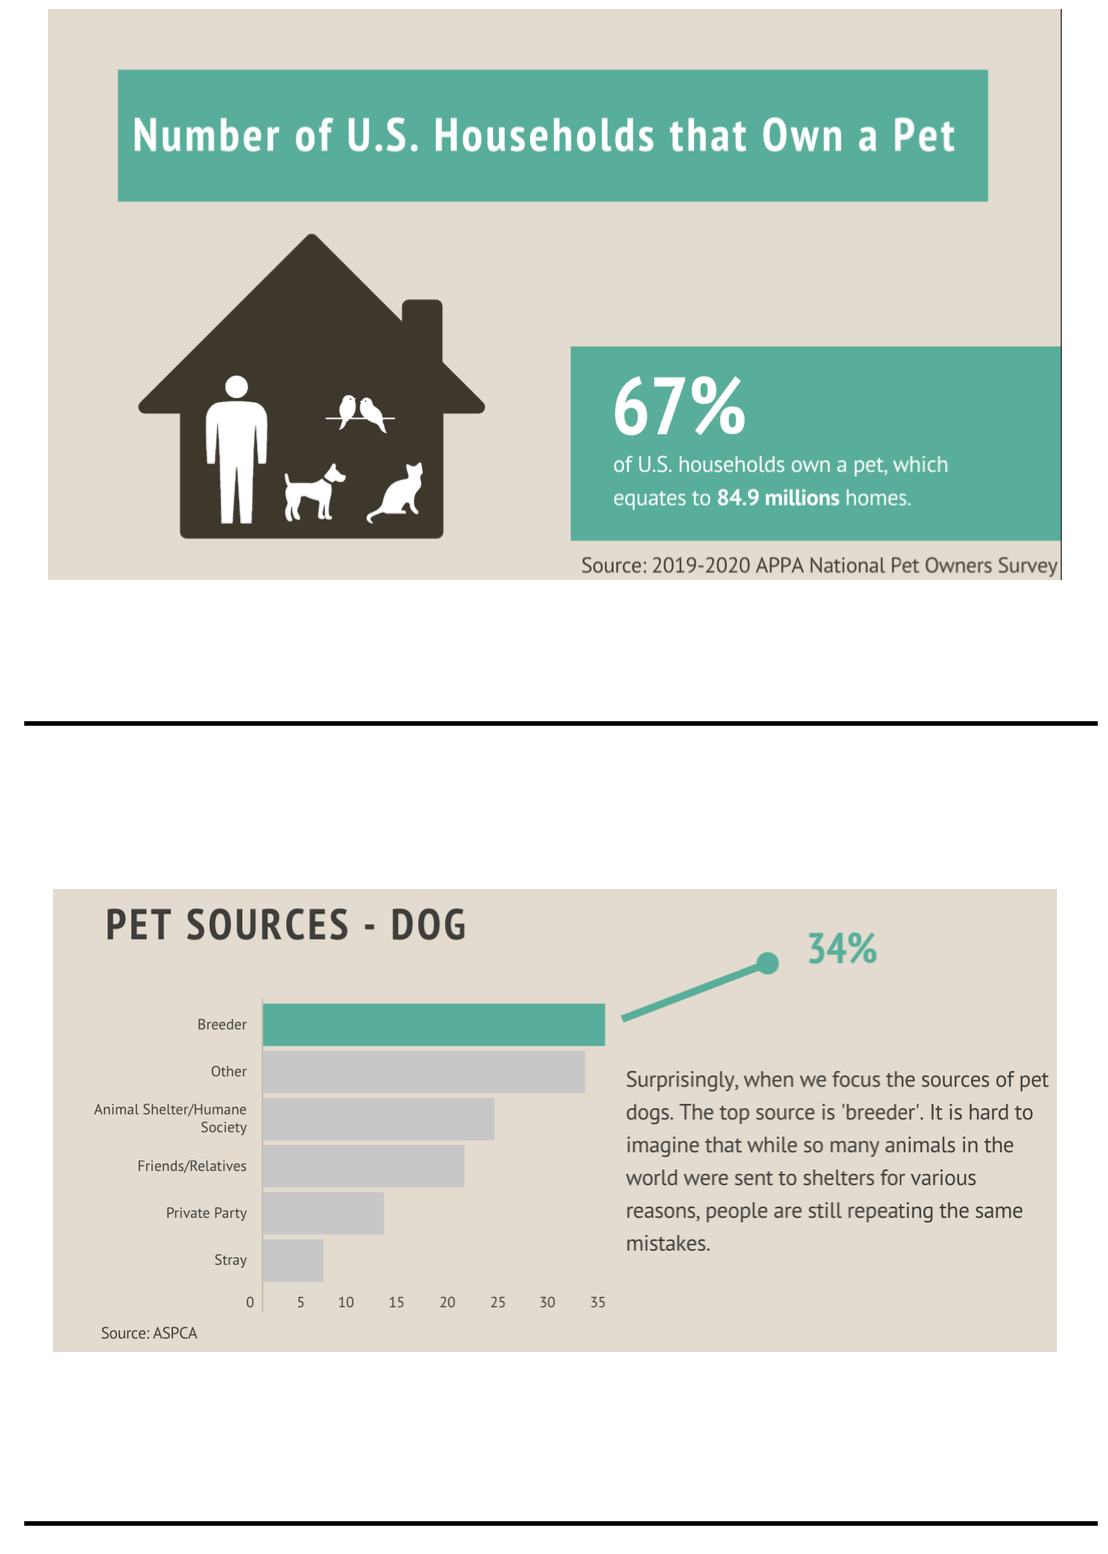 Number of U.S. Households that Own a Pet
67%
of U.S. households own a pet, which
equates to 84.9 millions homes.
Source: 2019-2020 APPA National Pet Owners Survey
PET SOURCES - DOG
34%
Breeder
Other
Animal Shelter/Humane
Society
Friends/Relatives
Private Party
Stray
0 5 10 15 20 25 30 35
Source: ASPCA
Surprisingly, when we focus the sources of pet
dogs. The top source is 'breeder'. It is hard to
imagine that while so many animals in the
world were sent to shelters for various
reasons, people are still repeating the same
mistakes.